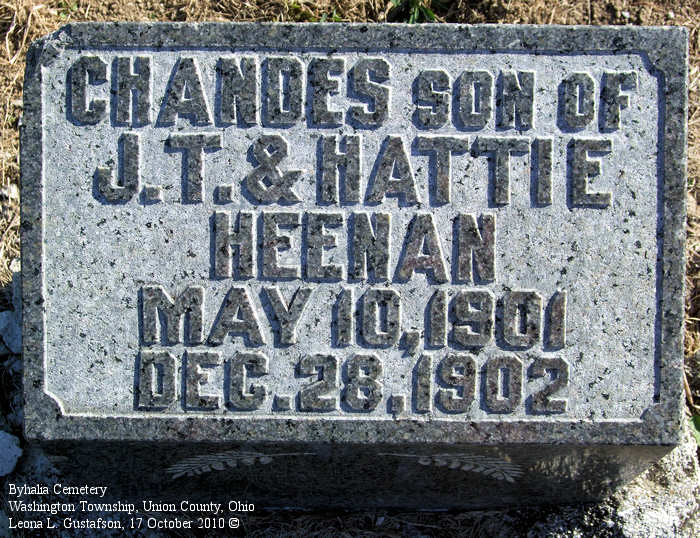 CHANDES SON OF
J.T. & HATTIE
HEENAN
MAY 10, 1901
DEC. 28, 1902
Byhalia Cemetery
Washington Township, Union County, Ohio
Leona L. Gustafson, 17 October 2010 ©